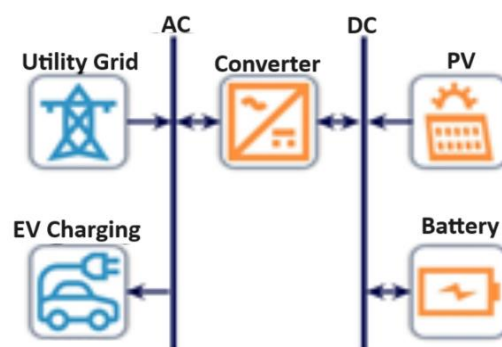 AC
DC
Utility Grid
Converter
PV
EV Charging
Battery